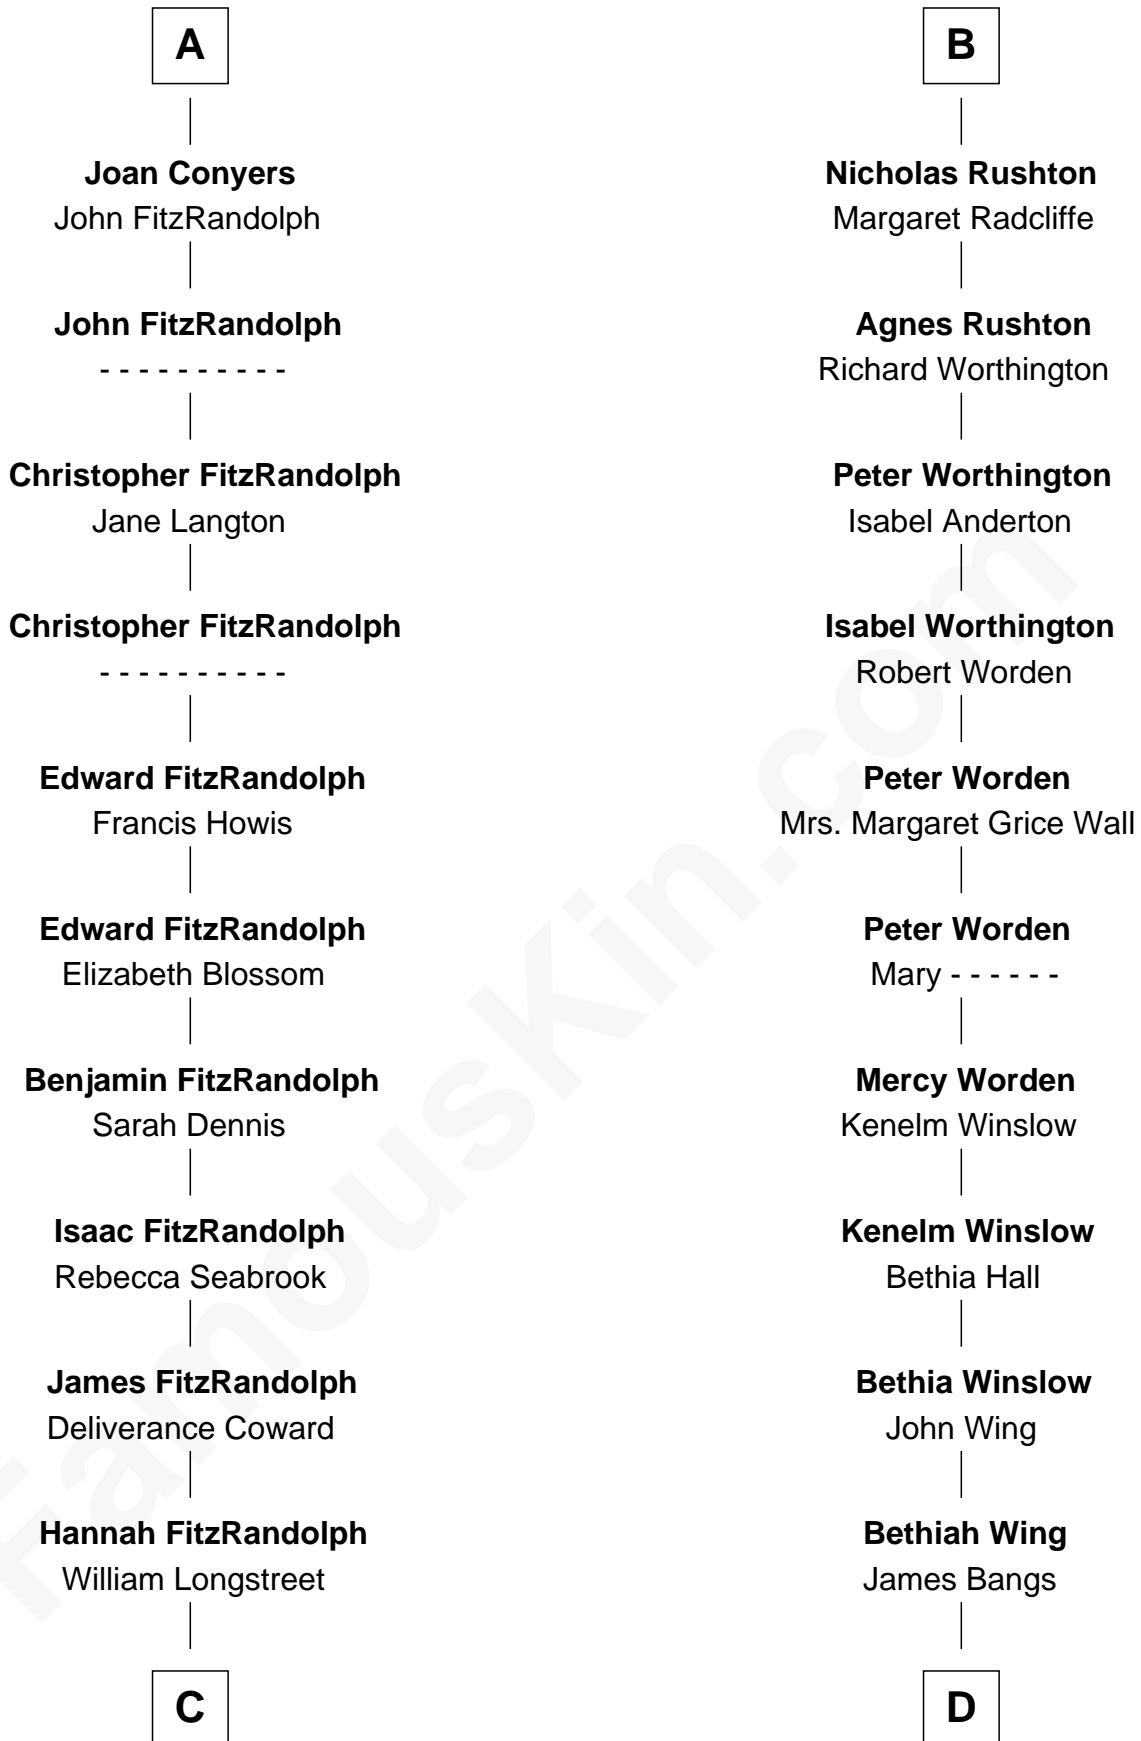 A
Joan Conyers
John FitzRandolph
John FitzRandolph
- - - - - - - - - -
Christopher FitzRandolph
Jane Langton
Christopher FitzRandolph
- - - - - - - - - -
Edward FitzRandolph
Francis Howis
Edward FitzRandolph
Elizabeth Blossom
Benjamin FitzRandolph
Sarah Dennis
Isaac FitzRandolph
Rebecca Seabrook
James FitzRandolph
Deliverance Coward
Hannah FitzRandolph
William Longstreet
C
B
Nicholas Rushton
Margaret Radcliffe
Agnes Rushton
Richard Worthington
Peter Worthington
Isabel Anderton
Isabel Worthington
Robert Worden
Peter Worden
Mrs. Margaret Grice Wall
Peter Worden
Mary - - - - - -
Mercy Worden
Kenelm Winslow
Kenelm Winslow
Bethia Hall
Bethia Winslow
John Wing
Bethiah Wing
James Bangs
D
FamousKin.com